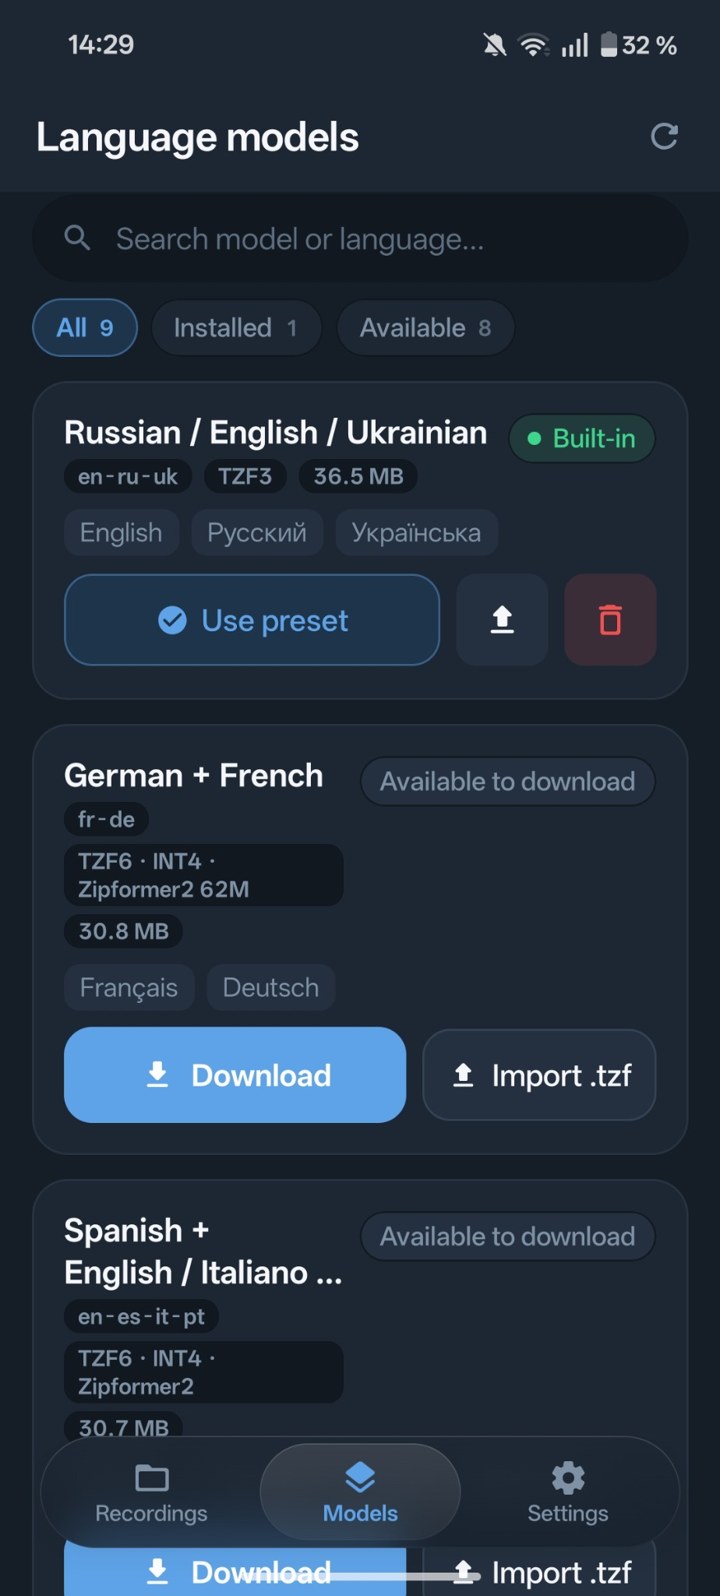 14:29
32 %
Language models
Search model or language...
All 9
Installed 1
Available 8
Russian / English / Ukrainian
Built-in
en-ru-uk
TZF3
36.5 MB
English
Русский
Українська
Use preset
German + French
Available to download
fr-de
TZF6 · INT4 ·
Zipformer2 62M
30.8 MB
Français
Deutsch
Download
Import .tzf
Spanish +
English / Italiano ...
Available to download
en-es-it-pt
TZF6 · INT4 ·
Zipformer2
30.7 MB
Recordings
Models
Settings
Download
Import .tzf